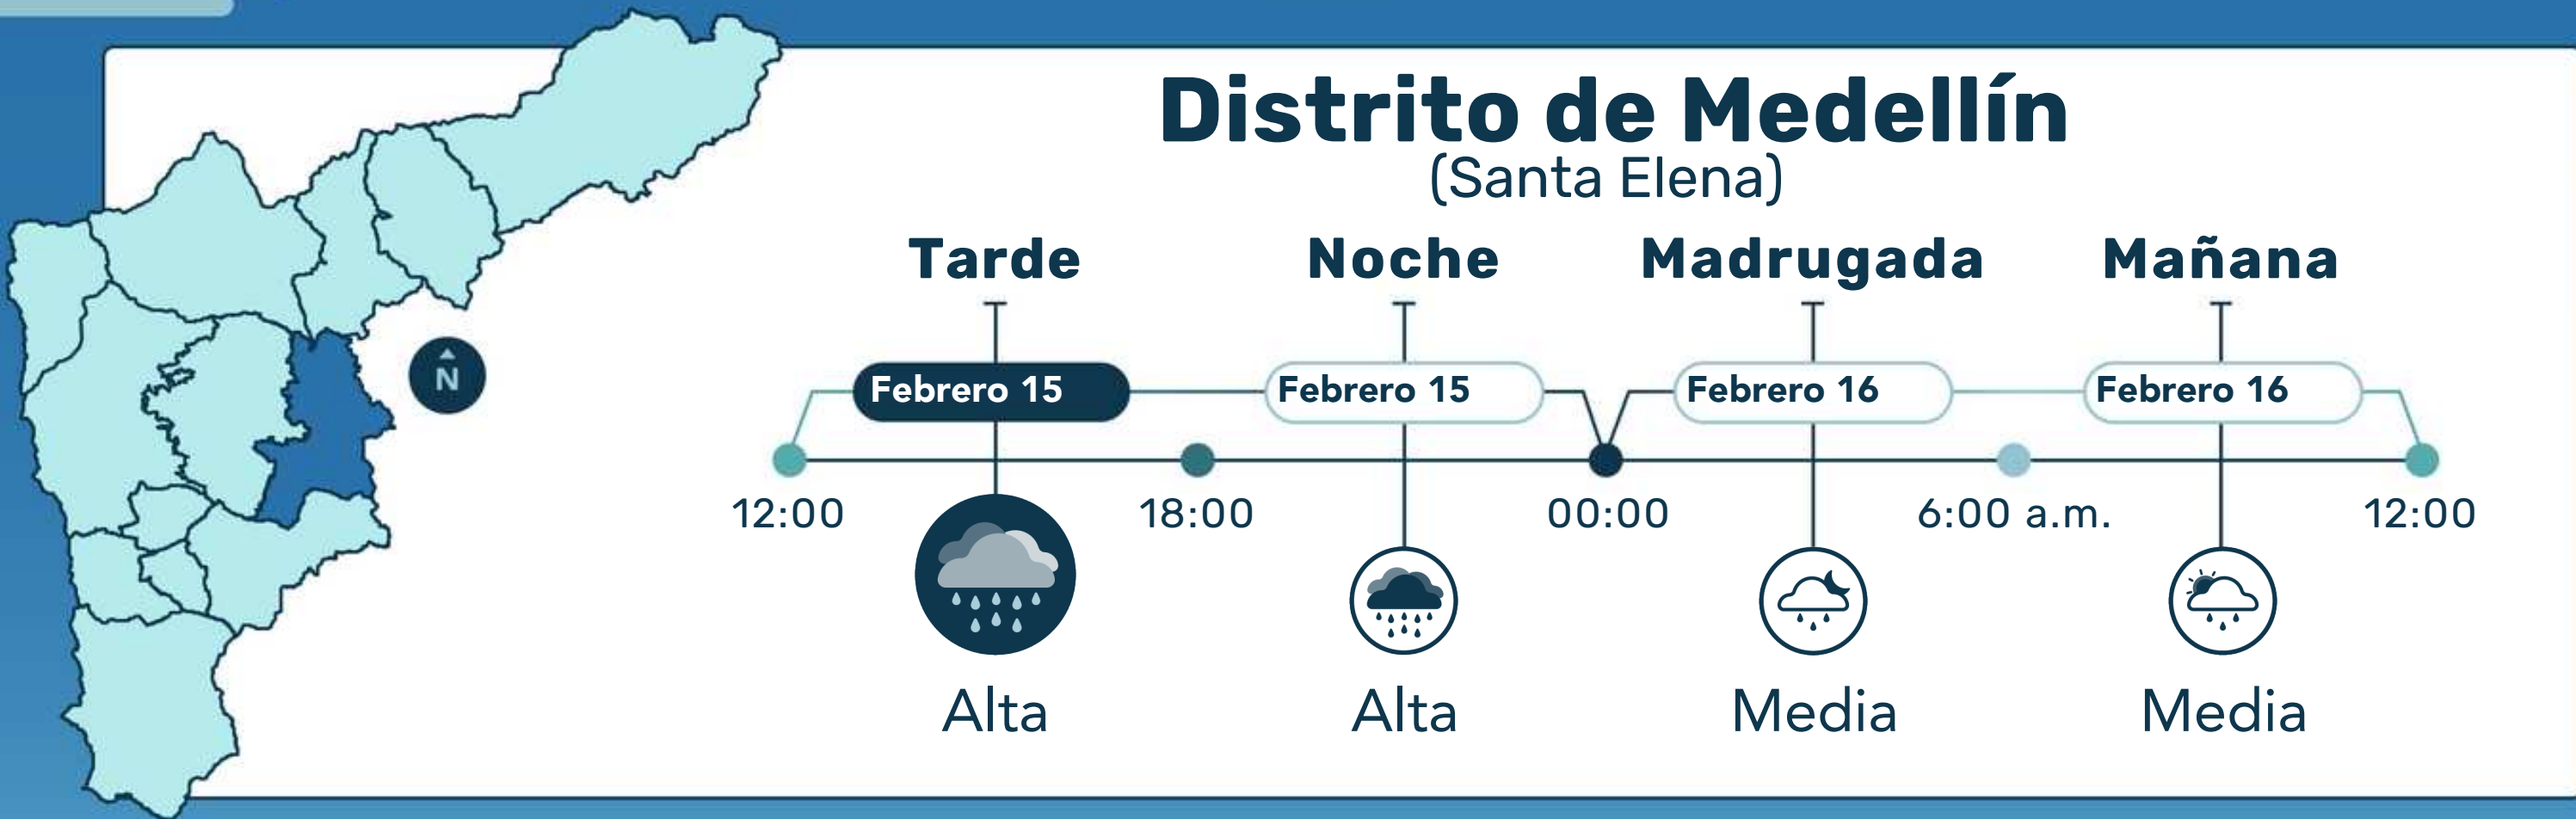 Distrito de Medellín
(Santa Elena)
Tarde Noche Madrugada Mañana
N
Febrero 15 Febrero 15 Febrero 16 Febrero 16
12:00 18:00 00:00 6:00 a.m. 12:00
Alta Alta Media Media